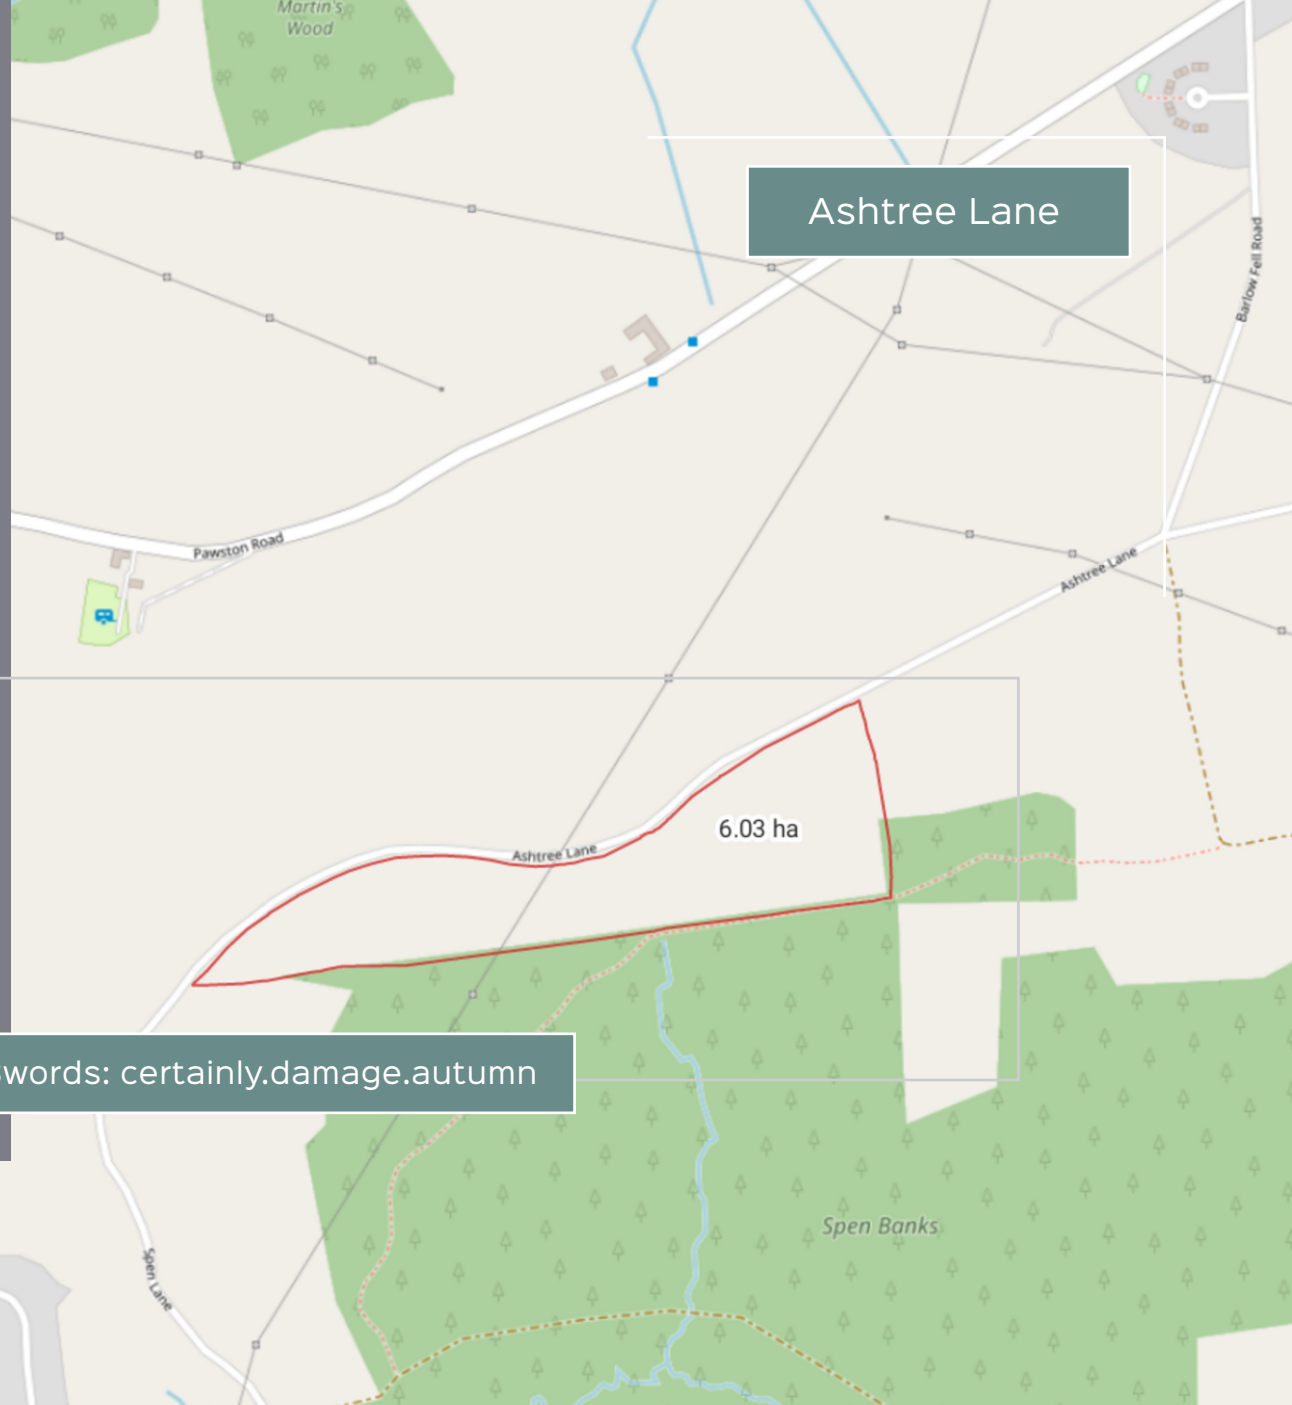 Martin's
Wood
Ashtree Lane
Barlow Fell Road
Pawston Road
Ashtree Lane
6.03 ha
Ashtree Lane
words: certainly.damage.autumn
Spen Banks
Spen Lane